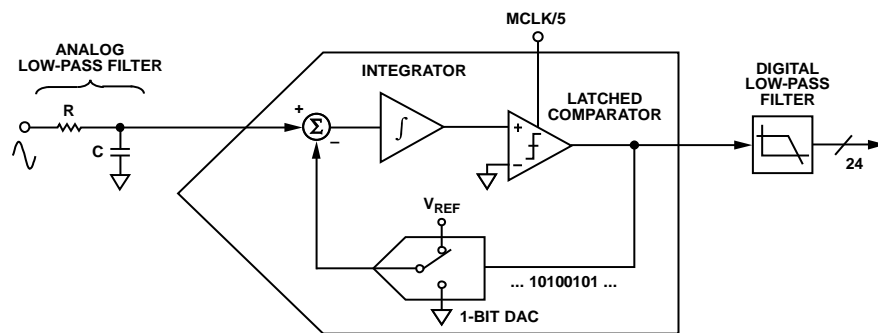 MCLK/5
ANALOG
LOW-PASS FILTER
INTEGRATOR
LATCHED
COMPARATOR
DIGITAL
LOW-PASS
FILTER
R
C
+
Σ
–
∫
+
–
24
VREF
... 10100101 ...
1-BIT DAC